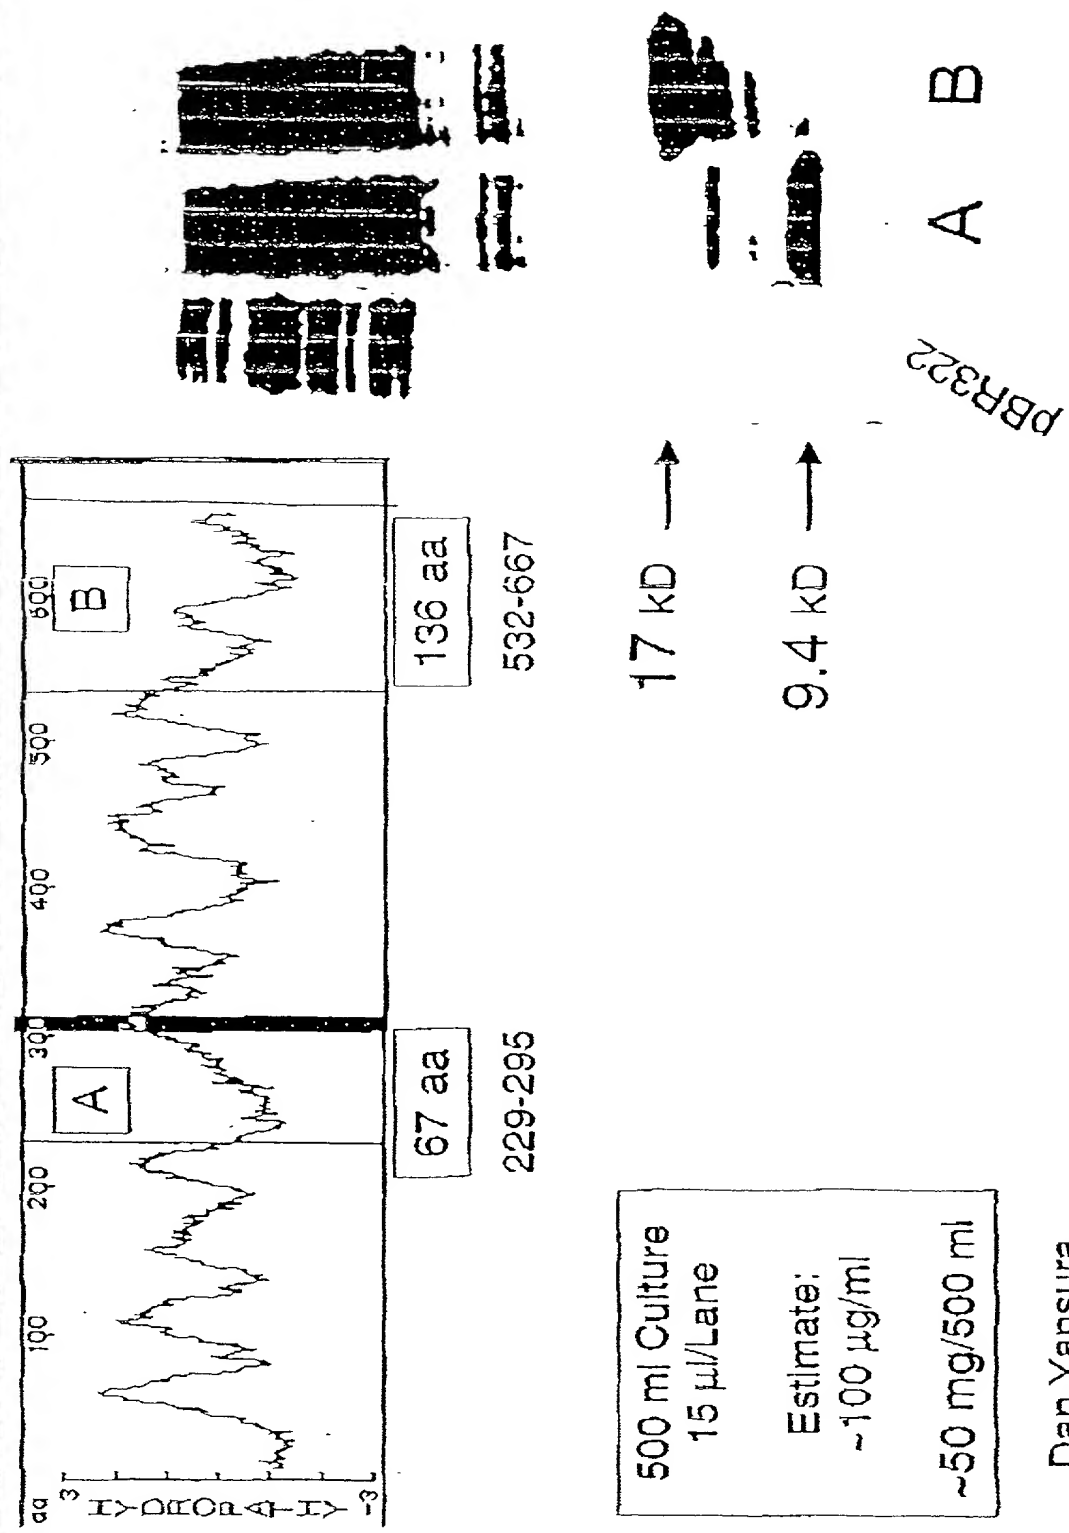 aa 100 200 300 400 500 600
3
HYDROPATHY
-3
A
B
67 aa
136 aa
229-295
532-667
500 ml Culture
15 µl/Lane
Estimate:
~100 µg/ml
~50 mg/500 ml
17 kD
9.4 kD
pBR322
A
B
Dan Yansura